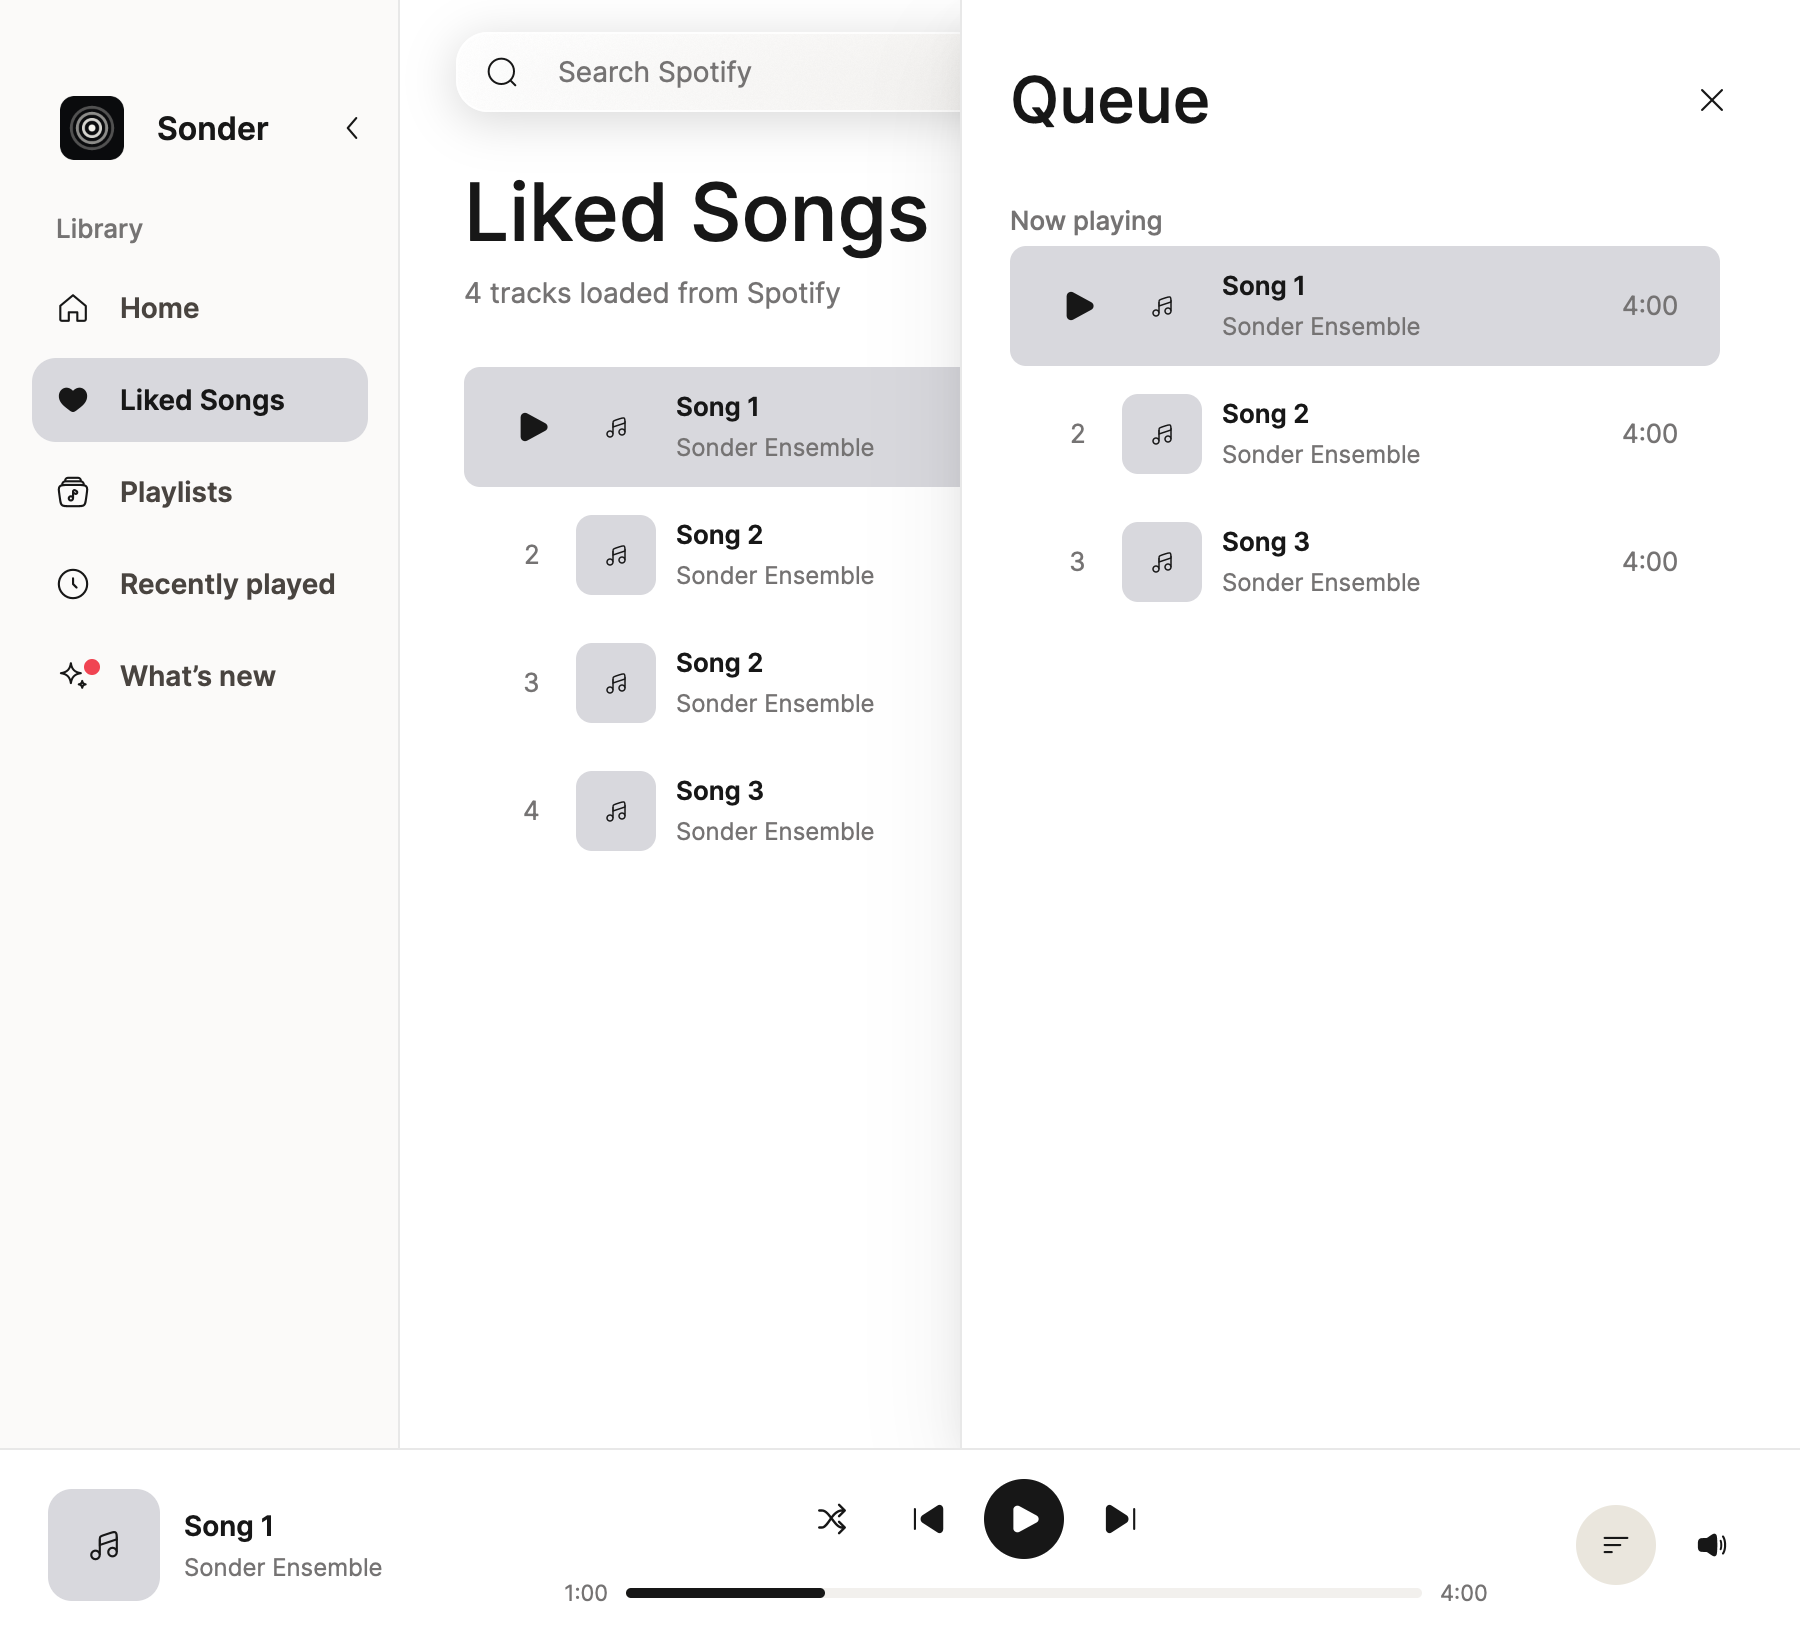 Sonder
Library
Home
Liked Songs
Playlists
Recently played
What’s new
Search Spotify
Liked Songs
4 tracks loaded from Spotify
Song 1
Sonder Ensemble
2
Song 2
Sonder Ensemble
3
Song 2
Sonder Ensemble
4
Song 3
Sonder Ensemble
Queue
Now playing
Song 1
Sonder Ensemble
4:00
2
Song 2
Sonder Ensemble
4:00
3
Song 3
Sonder Ensemble
4:00
Song 1
Sonder Ensemble
1:00
4:00